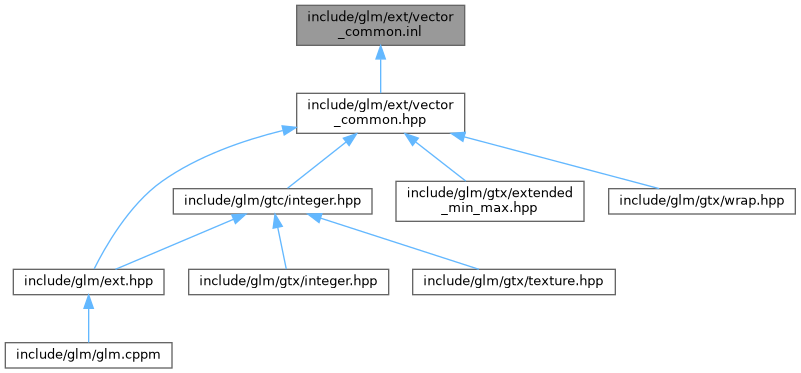 include/glm/ext/vector
_common.inl
include/glm/ext/vector
_common.hpp
include/glm/gtc/integer.hpp
include/glm/gtx/extended
_min_max.hpp
include/glm/gtx/wrap.hpp
include/glm/ext.hpp
include/glm/gtx/integer.hpp
include/glm/gtx/texture.hpp
include/glm/glm.cppm